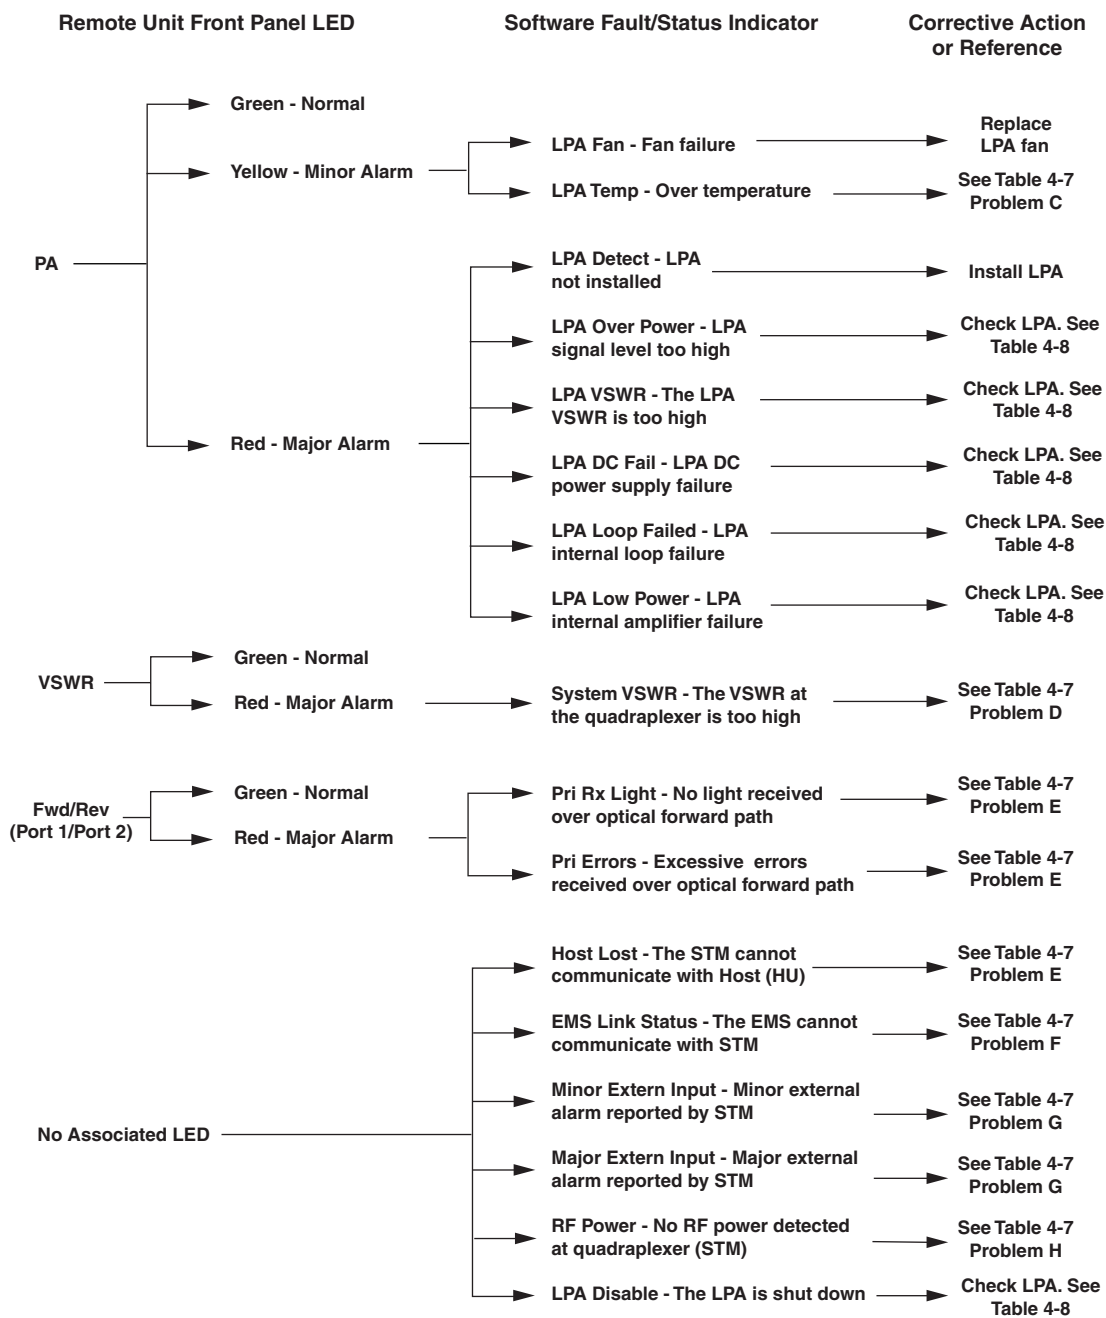 Remote Unit Front Panel LED
Software Fault/Status Indicator
Corrective Action
or Reference
PA
Green - Normal
Yellow - Minor Alarm
LPA Fan - Fan failure
Replace
LPA fan
LPA Temp - Over temperature
See Table 4-7
Problem C
Red - Major Alarm
LPA Detect - LPA
not installed
Install LPA
LPA Over Power - LPA
signal level too high
Check LPA. See
Table 4-8
LPA VSWR - The LPA
VSWR is too high
Check LPA. See
Table 4-8
LPA DC Fail - LPA DC
power supply failure
Check LPA. See
Table 4-8
LPA Loop Failed - LPA
internal loop failure
Check LPA. See
Table 4-8
LPA Low Power - LPA
internal amplifier failure
Check LPA. See
Table 4-8
VSWR
Green - Normal
Red - Major Alarm
System VSWR - The VSWR at
the quadraplexer is too high
See Table 4-7
Problem D
Fwd/Rev
(Port 1/Port 2)
Green - Normal
Red - Major Alarm
Pri Rx Light - No light received
over optical forward path
See Table 4-7
Problem E
Pri Errors - Excessive errors
received over optical forward path
See Table 4-7
Problem E
No Associated LED
Host Lost - The STM cannot
communicate with Host (HU)
See Table 4-7
Problem E
EMS Link Status - The EMS cannot
communicate with STM
See Table 4-7
Problem F
Minor Extern Input - Minor external
alarm reported by STM
See Table 4-7
Problem G
Major Extern Input - Major external
alarm reported by STM
See Table 4-7
Problem G
RF Power - No RF power detected
at quadraplexer (STM)
See Table 4-7
Problem H
LPA Disable - The LPA is shut down
Check LPA. See
Table 4-8